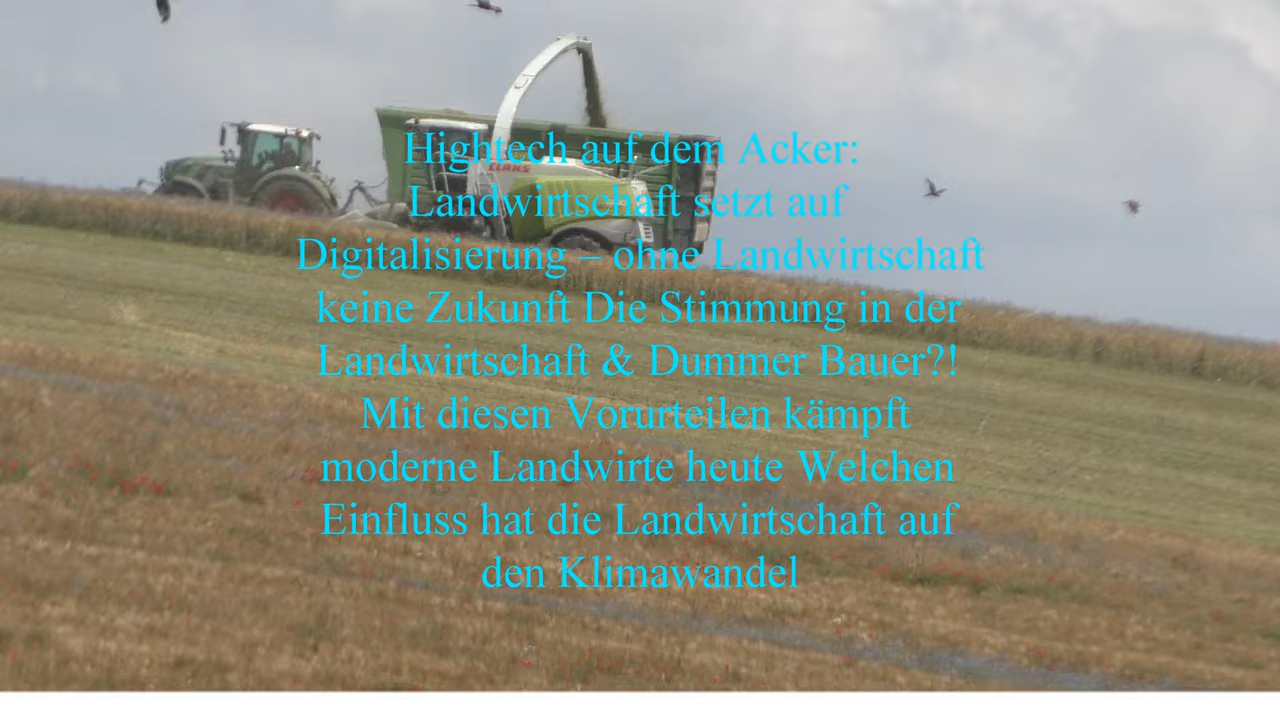 Hightech auf dem Acker:
Landwirtschaft setzt auf
Digitalisierung – ohne Landwirtschaft
keine Zukunft Die Stimmung in der
Landwirtschaft & Dummer Bauer?!
Mit diesen Vorurteilen kämpft
moderne Landwirte heute Welchen
Einfluss hat die Landwirtschaft auf
den Klimawandel
CLAAS